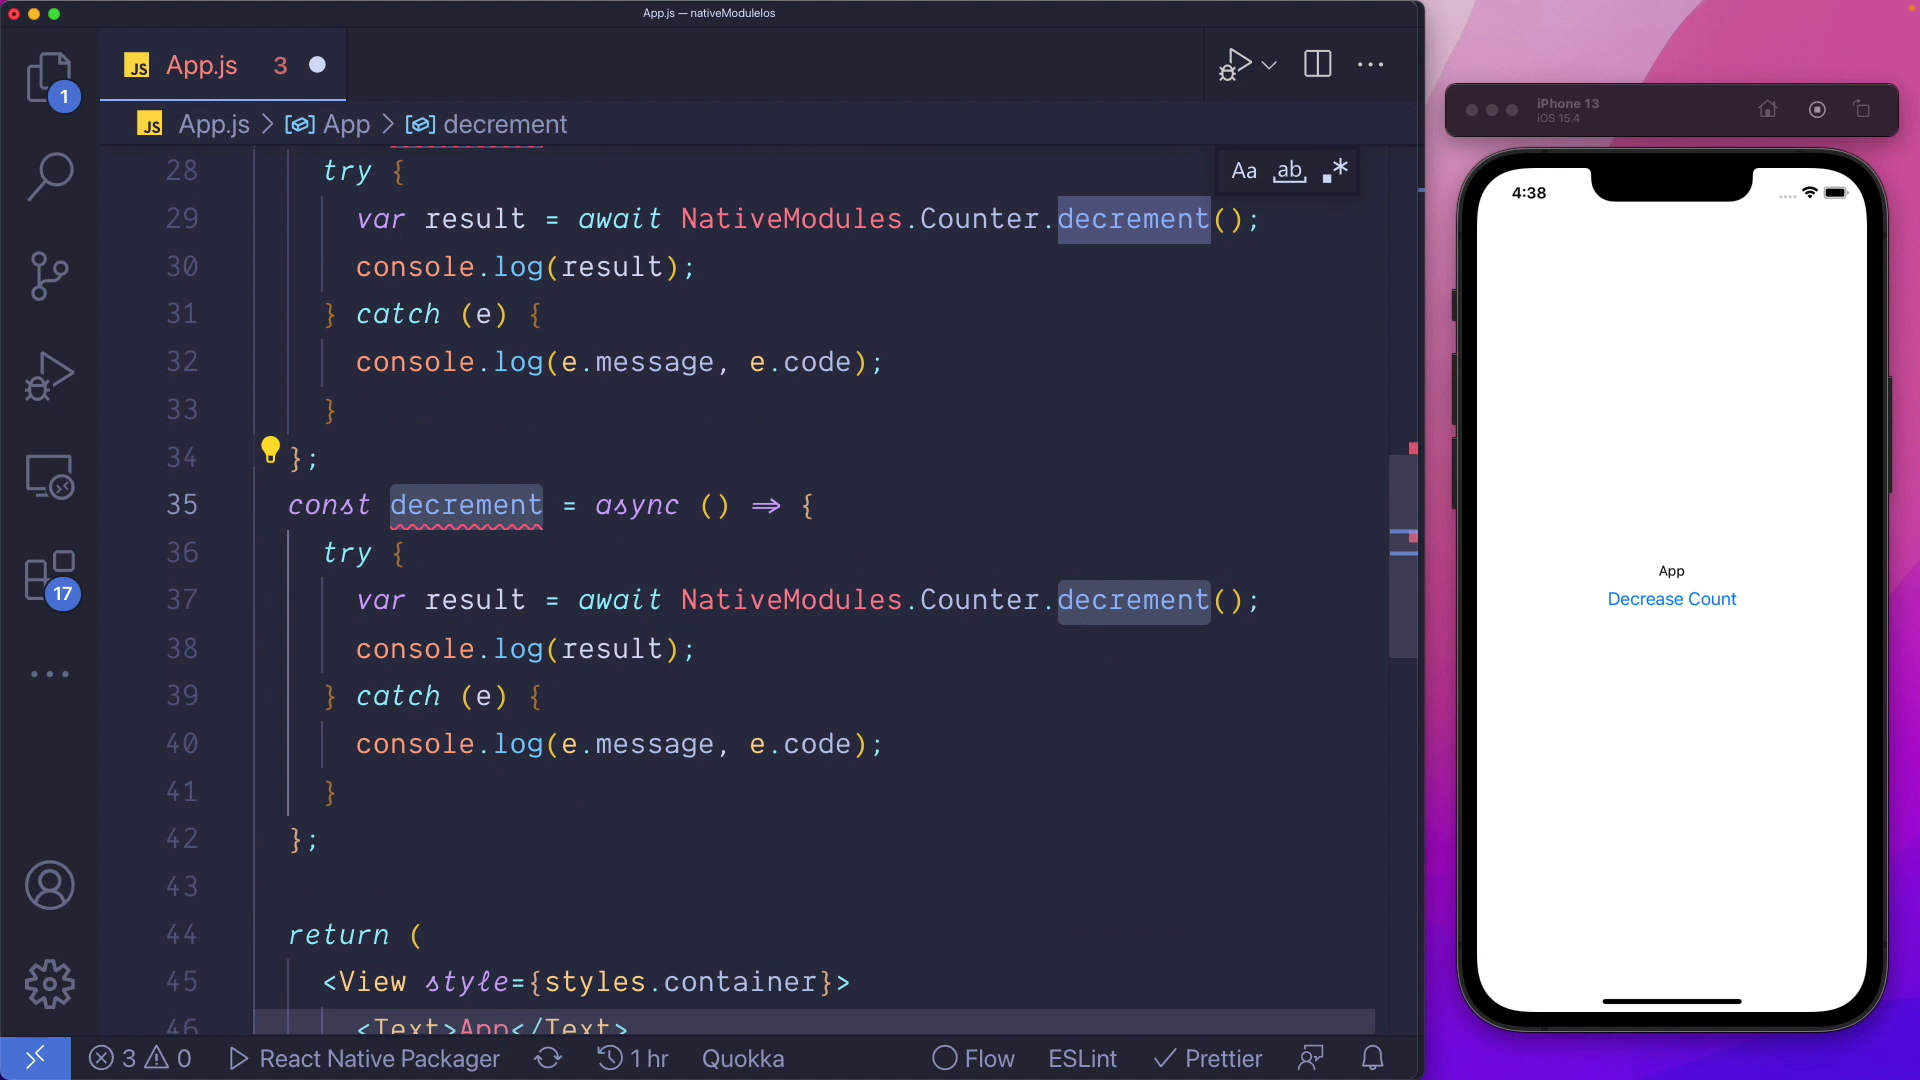 App.js — nativeModuleIos
JS App.js 3
JS App.js > App > decrement
1
17
Aa ab
28 try {
29 var result = await NativeModules.Counter.decrement();
30 console.log(result);
31 } catch (e) {
32 console.log(e.message, e.code);
33 }
34 };
35 const decrement = async () => {
36 try {
37 var result = await NativeModules.Counter.decrement();
38 console.log(result);
39 } catch (e) {
40 console.log(e.message, e.code);
41 }
42 };
43
44 return (
45 <View style={styles.container}>
46 <Text>App</Text>
3 0 React Native Packager 1 hr Quokka Flow ESLint Prettier
iPhone 13
iOS 15.4
4:38
App
Decrease Count